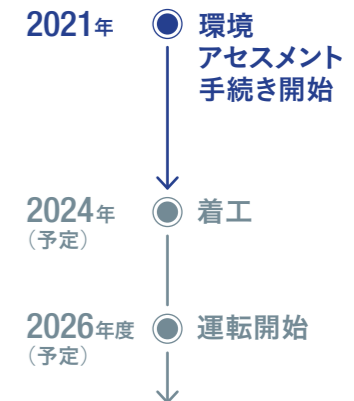 2021年 環境
アセスメント
手続き開始
2024年 着工
（予定）
2026年度 運転開始
（予定）